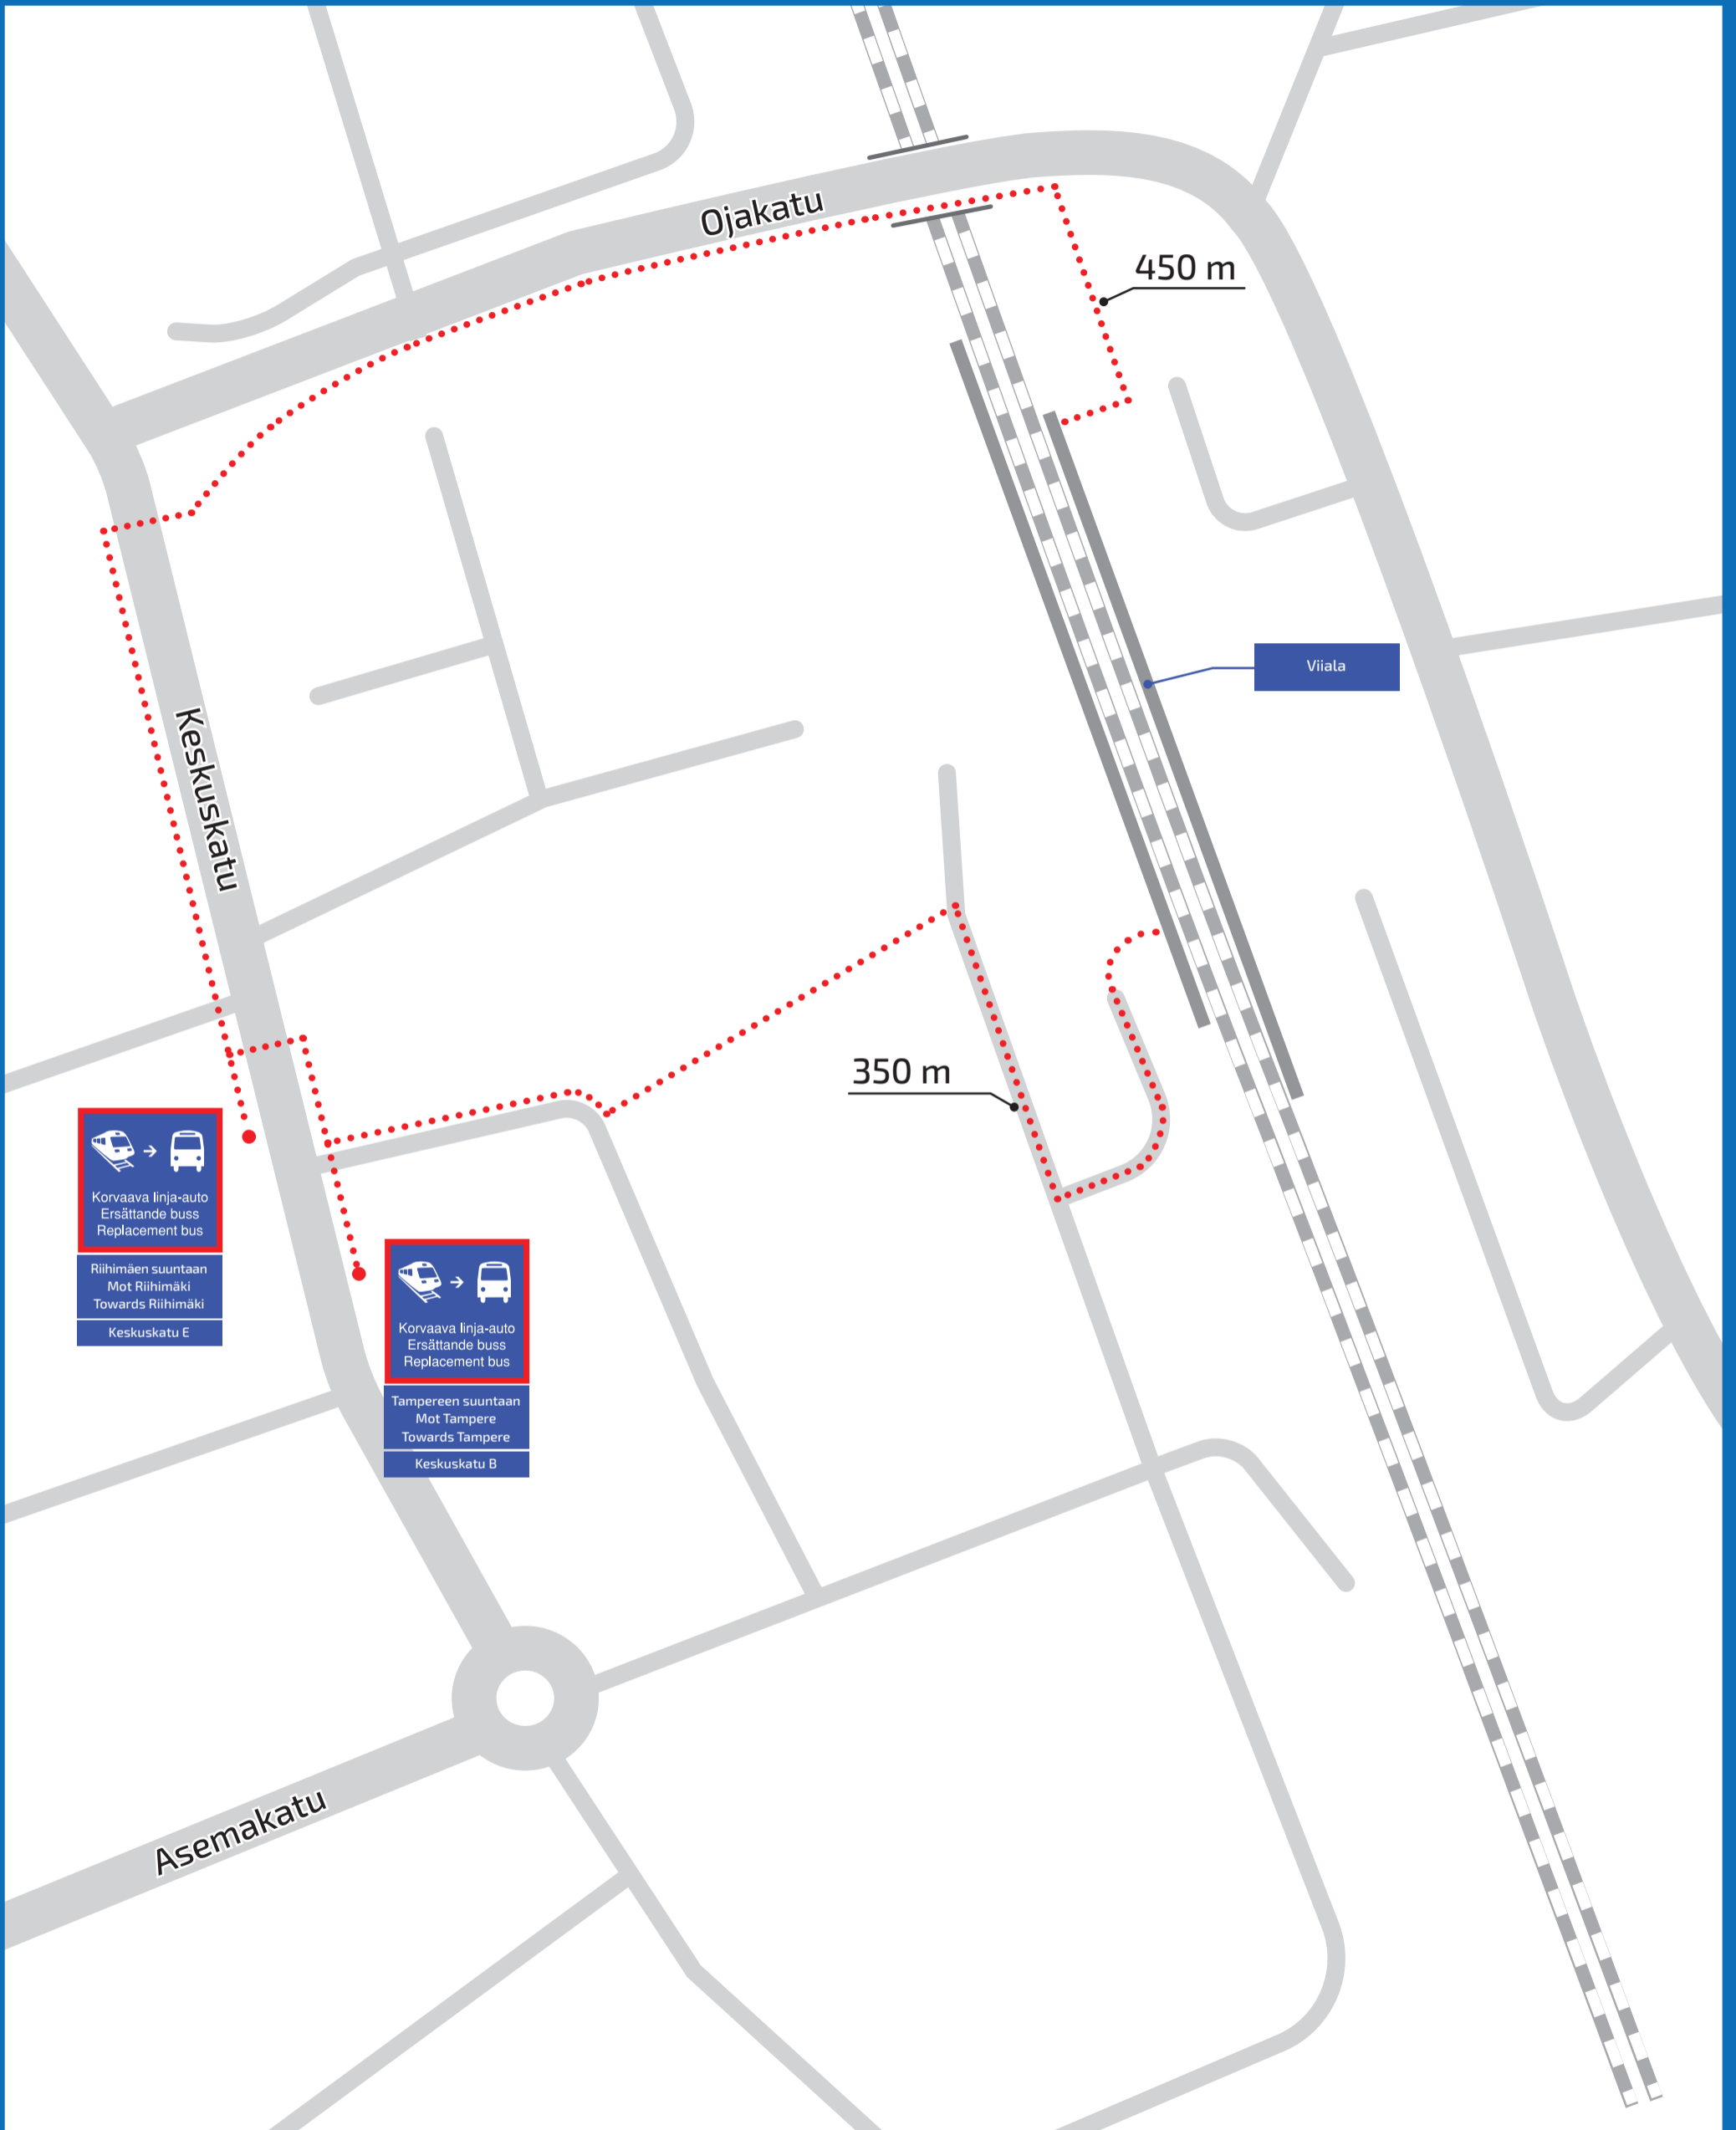 Ojakatu
450 m
Viiala
Keskuskatu
350 m
Korvaava linja-auto
Ersättande buss
Replacement bus
Riihimäen suuntaan
Mot Riihimäki
Towards Riihimäki
Keskuskatu E
Korvaava linja-auto
Ersättande buss
Replacement bus
Tampereen suuntaan
Mot Tampere
Towards Tampere
Keskuskatu B
Asemakatu